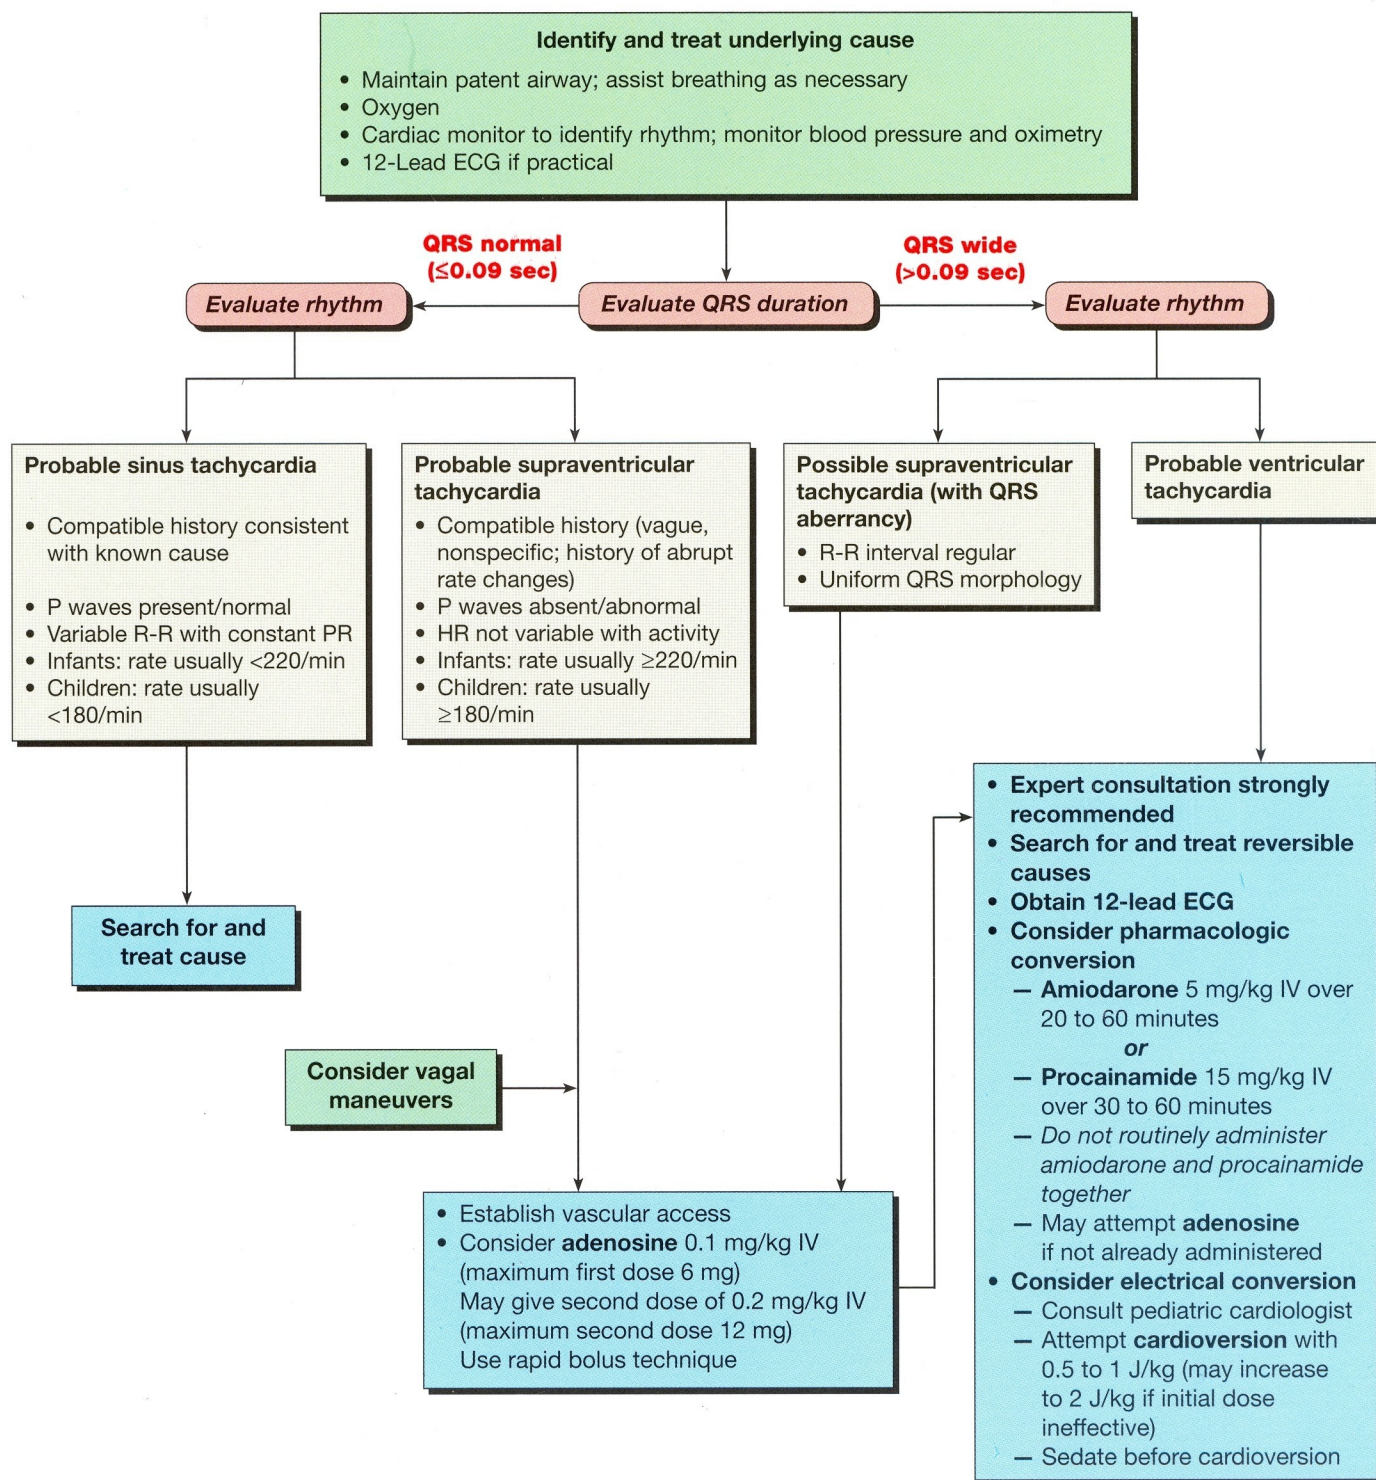 Identify and treat underlying cause
• Maintain patent airway; assist breathing as necessary
• Oxygen
• Cardiac monitor to identify rhythm; monitor blood pressure and oximetry
• 12-Lead ECG if practical
QRS normal
(≤0.09 sec)
QRS wide
(>0.09 sec)
Evaluate rhythm
Evaluate QRS duration
Evaluate rhythm
Probable sinus tachycardia
• Compatible history consistent
with known cause
• P waves present/normal
• Variable R-R with constant PR
• Infants: rate usually <220/min
• Children: rate usually
<180/min
Probable supraventricular
tachycardia
• Compatible history (vague,
nonspecific; history of abrupt
rate changes)
• P waves absent/abnormal
• HR not variable with activity
• Infants: rate usually ≥220/min
• Children: rate usually
≥180/min
Possible supraventricular
tachycardia (with QRS
aberrancy)
• R-R interval regular
• Uniform QRS morphology
Probable ventricular
tachycardia
Search for and
treat cause
Consider vagal
maneuvers
• Establish vascular access
• Consider adenosine 0.1 mg/kg IV
(maximum first dose 6 mg)
May give second dose of 0.2 mg/kg IV
(maximum second dose 12 mg)
Use rapid bolus technique
• Expert consultation strongly
recommended
• Search for and treat reversible
causes
• Obtain 12-lead ECG
• Consider pharmacologic
conversion
– Amiodarone 5 mg/kg IV over
20 to 60 minutes
or
– Procainamide 15 mg/kg IV
over 30 to 60 minutes
– Do not routinely administer
amiodarone and procainamide
together
– May attempt adenosine
if not already administered
• Consider electrical conversion
– Consult pediatric cardiologist
– Attempt cardioversion with
0.5 to 1 J/kg (may increase
to 2 J/kg if initial dose
ineffective)
– Sedate before cardioversion